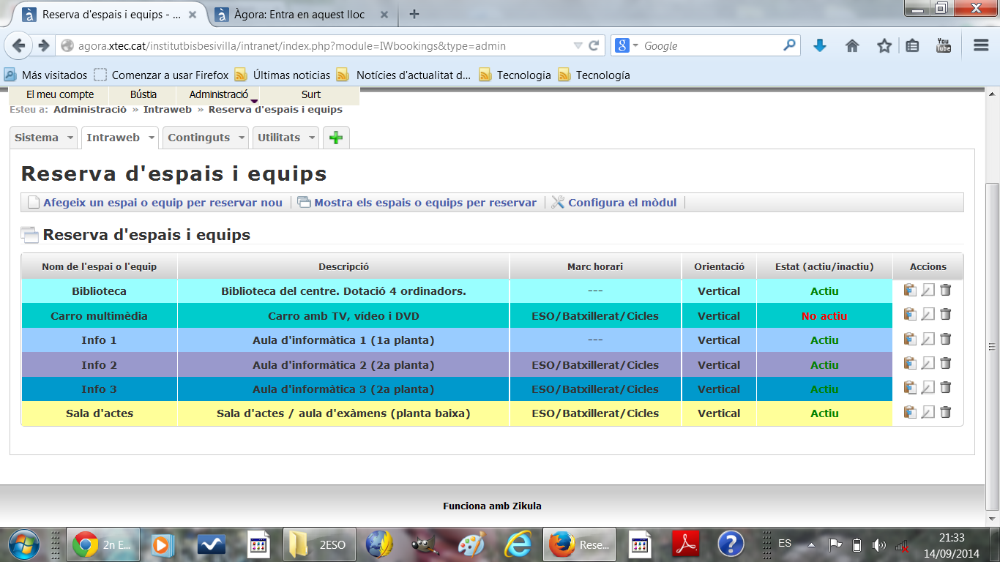 Reserva d'espais i equips - ...
Àgora: Entra en aquest lloc
agora.xtec.cat/institutbisbesivilla/intranet/index.php?module=IWbookings&type=admin
Google
You Tube
Más visitados Comenzar a usar Firefox Últimas noticias Notícies d'actualitat d... Tecnologia Tecnología
El meu compte Bústia Administració Surt
Esteu a: Administració » Intraweb » Reserva d'espais i equips
Sistema Intraweb Continguts Utilitats
Reserva d'espais i equips
Afegeix un espai o equip per reservar nou Mostra els espais o equips per reservar Configura el mòdul
Reserva d'espais i equips
Nom de l'espai o l'equip Descripció Marc horari Orientació Estat (actiu/inactiu) Accions
Biblioteca Biblioteca del centre. Dotació 4 ordinadors. --- Vertical Actiu
Carro multimèdia Carro amb TV, vídeo i DVD ESO/Batxillerat/Cicles Vertical No actiu
Info 1 Aula d'informàtica 1 (1a planta) --- Vertical Actiu
Info 2 Aula d'informàtica 2 (2a planta) ESO/Batxillerat/Cicles Vertical Actiu
Info 3 Aula d'informàtica 3 (2a planta) ESO/Batxillerat/Cicles Vertical Actiu
Sala d'actes Sala d'actes / aula d'exàmens (planta baixa) ESO/Batxillerat/Cicles Vertical Actiu
Funciona amb Zikula
2n E... 2ESO Rese... ES 21:33
14/09/2014